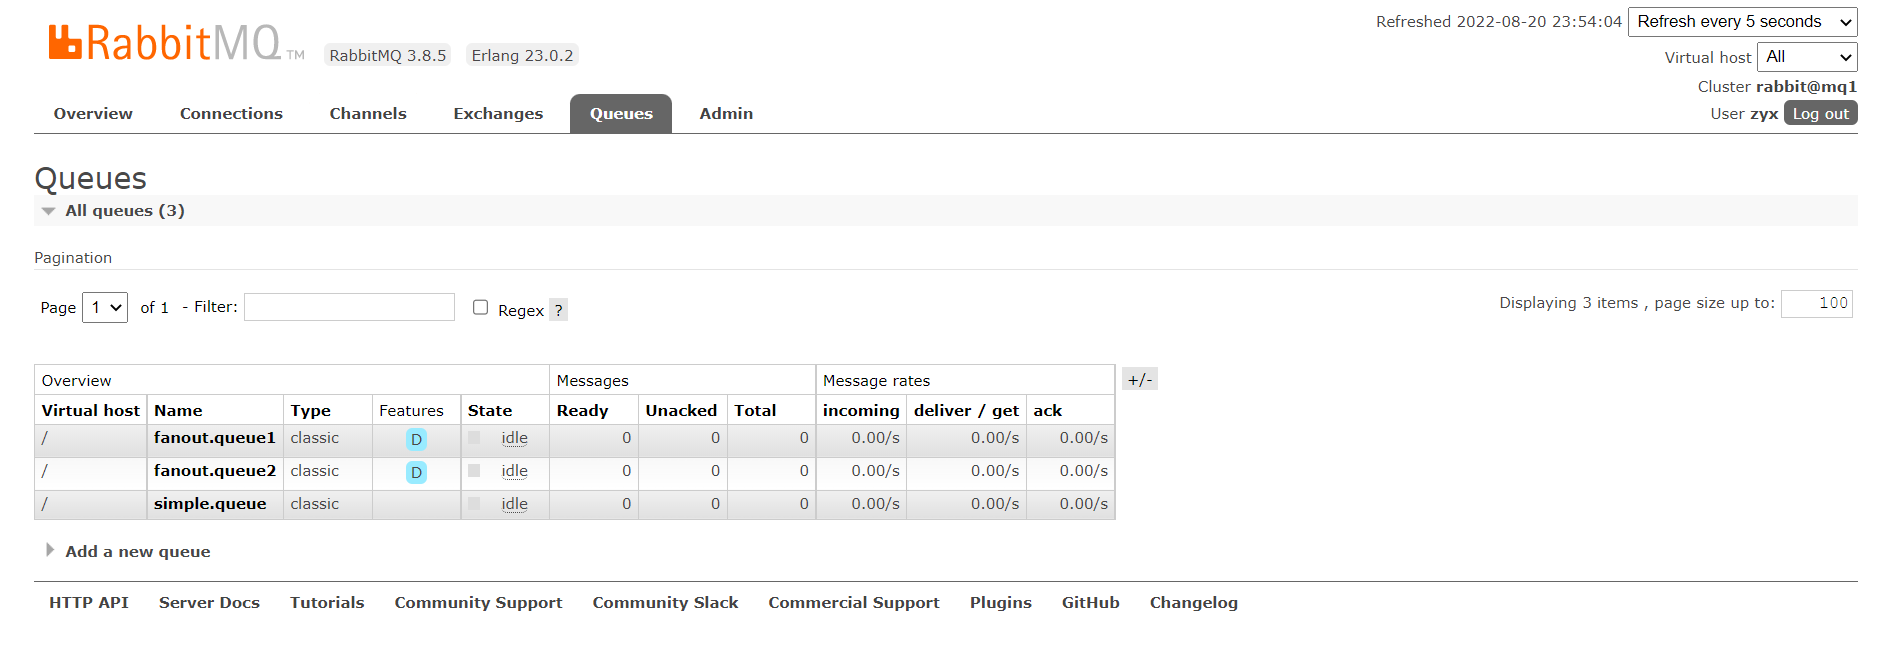 Refreshed 2022-08-20 23:54:04 Refresh every 5 seconds
RabbitMQ TM RabbitMQ 3.8.5 Erlang 23.0.2
Virtual host All
Cluster rabbit@mq1
User zyx Log out
Overview Connections Channels Exchanges Queues Admin
Queues
All queues (3)
Pagination
Page 1 of 1 - Filter: Regex ? Displaying 3 items , page size up to: 100
Overview Messages Message rates +/-
Virtual host Name Type Features State Ready Unacked Total incoming deliver / get ack
/ fanout.queue1 classic D idle 0 0 0 0.00/s 0.00/s 0.00/s
/ fanout.queue2 classic D idle 0 0 0 0.00/s 0.00/s 0.00/s
/ simple.queue classic idle 0 0 0 0.00/s 0.00/s 0.00/s
Add a new queue
HTTP API Server Docs Tutorials Community Support Community Slack Commercial Support Plugins GitHub Changelog